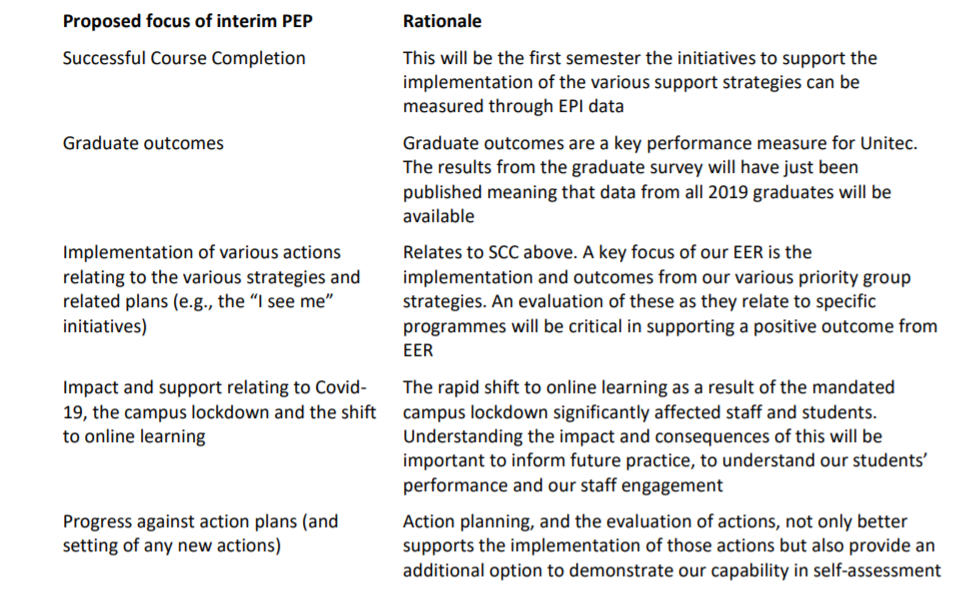 Proposed focus of interim PEP
Rationale
Successful Course Completion
This will be the first semester the initiatives to support the
implementation of the various support strategies can be
measured through EPI data
Graduate outcomes
Graduate outcomes are a key performance measure for Unitec.
The results from the graduate survey will have just been
published meaning that data from all 2019 graduates will be
available
Implementation of various actions
relating to the various strategies and
related plans (e.g., the “I see me”
initiatives)
Relates to SCC above. A key focus of our EER is the
implementation and outcomes from our various priority group
strategies. An evaluation of these as they relate to specific
programmes will be critical in supporting a positive outcome from
EER
Impact and support relating to Covid-
19, the campus lockdown and the shift
to online learning
The rapid shift to online learning as a result of the mandated
campus lockdown significantly affected staff and students.
Understanding the impact and consequences of this will be
important to inform future practice, to understand our students’
performance and our staff engagement
Progress against action plans (and
setting of any new actions)
Action planning, and the evaluation of actions, not only better
supports the implementation of those actions but also provide an
additional option to demonstrate our capability in self-assessment